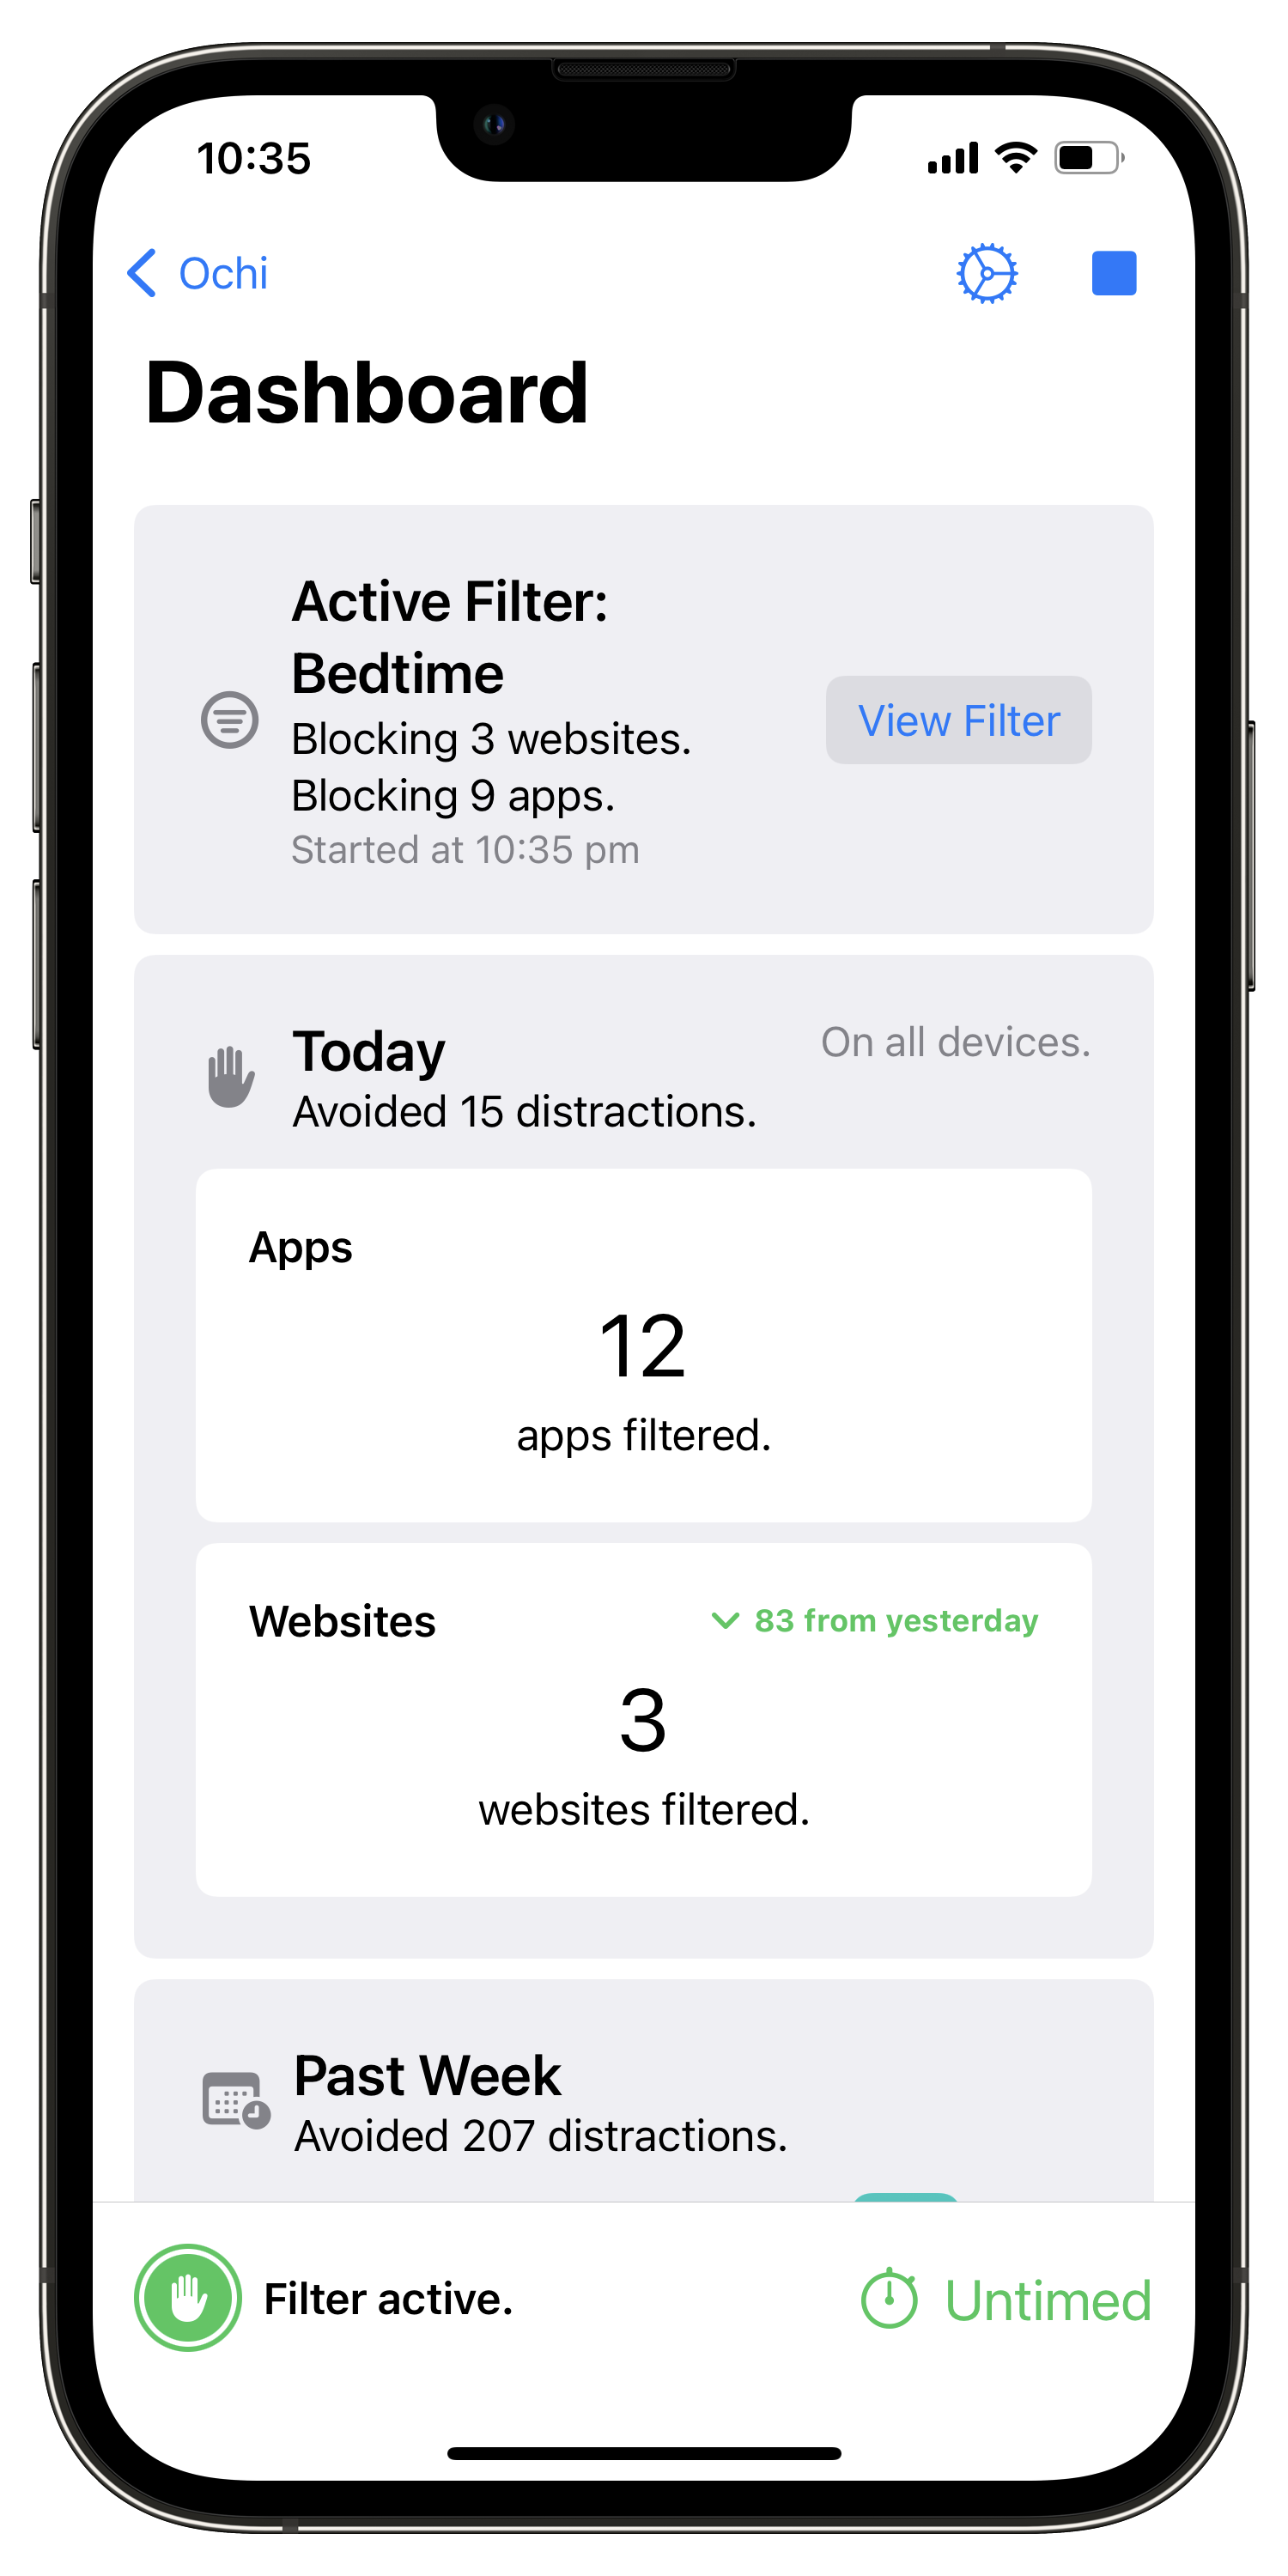 10:35
Ochi
Dashboard
Active Filter:
Bedtime
Blocking 3 websites.
Blocking 9 apps.
Started at 10:35 pm
View Filter
Today
On all devices.
Avoided 15 distractions.
Apps
12
apps filtered.
Websites
83 from yesterday
3
websites filtered.
Past Week
Avoided 207 distractions.
Filter active.
Untimed